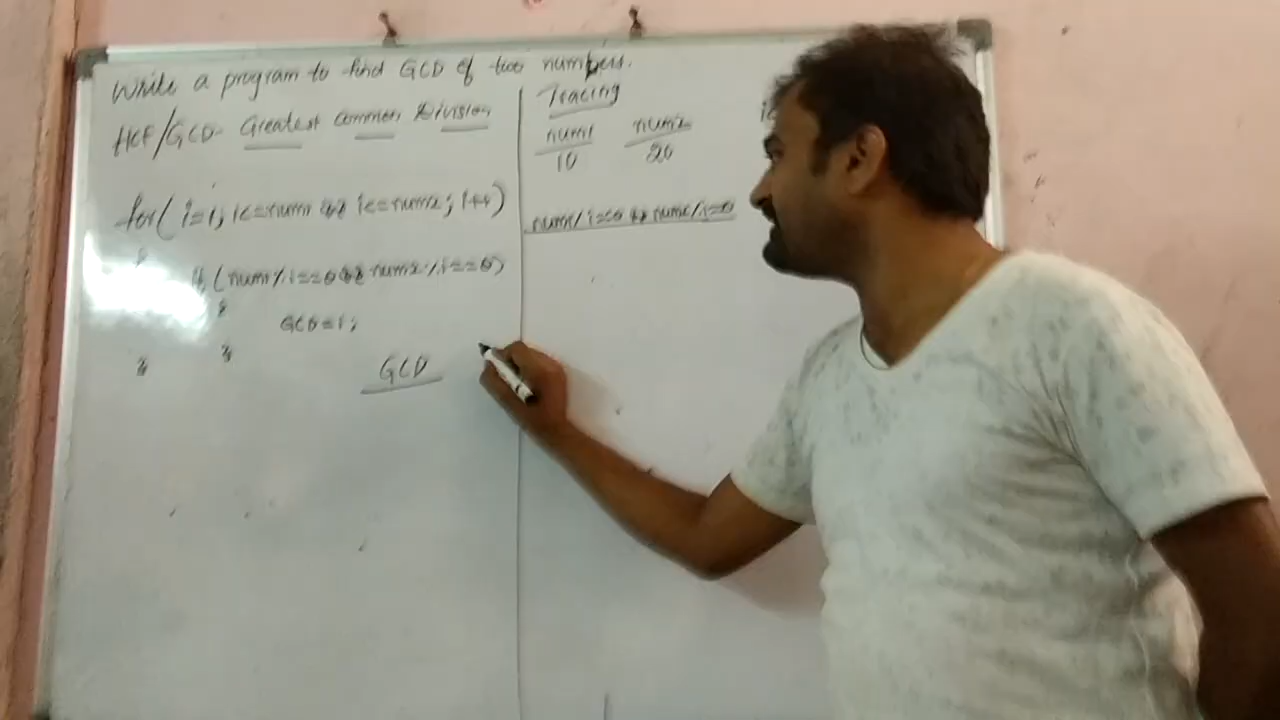 Write a program to find GCD of two numbers.
HCF/GCD- Greatest Common Division
for( i=1; i<=num1 && i<=num2; i++)
{
if (num1%i==0&&num2%i==0)
{
GCD=i;
}
}
GCD
Tracing
num1 num2
10 20
num1%i==0 && num2%i==0